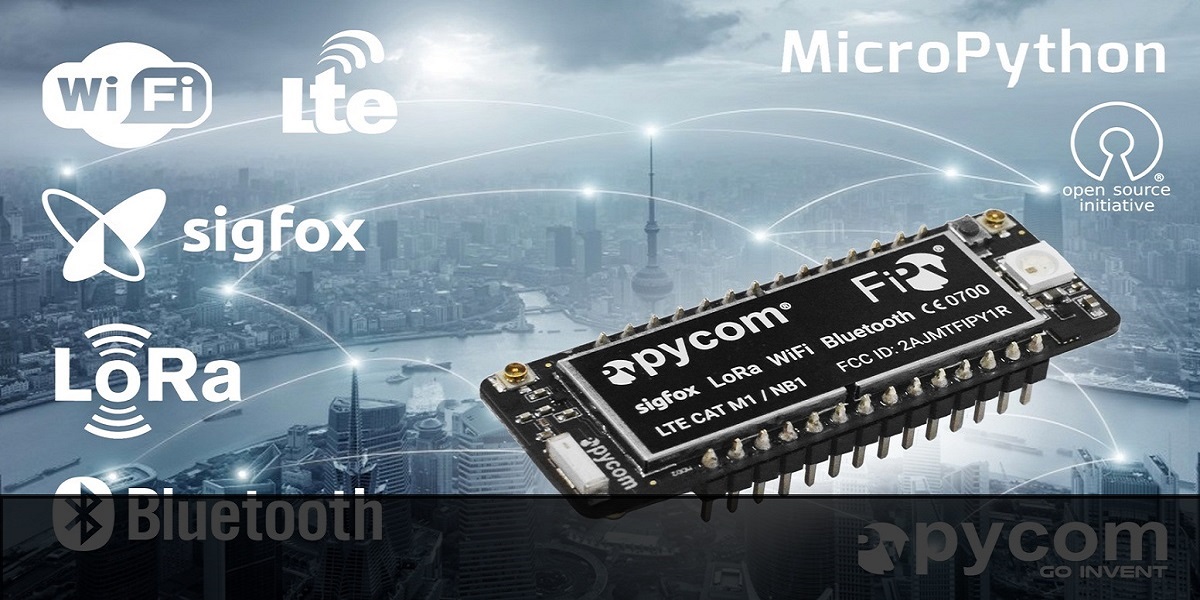 WiFi
Lte
MicroPython
open source
initiative
®
sigfox
LoRa
Bluetooth
pycom®
FiPy®
sigfox LoRa WiFi Bluetooth CE 0700
LTE CAT M1 / NB1 FCC ID: 2AJMTFIPY1R
pycom
pycom
GO INVENT